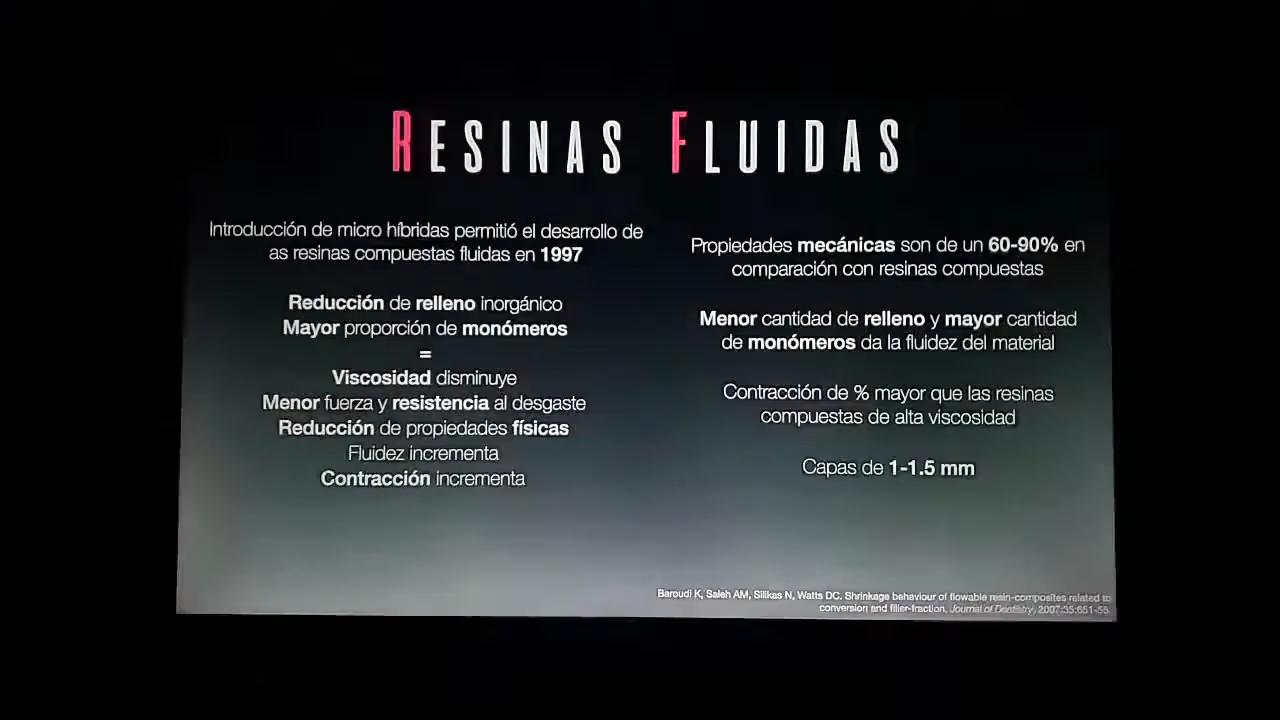 RESINAS FLUIDAS
Introducción de micro híbridas permitió el desarrollo de
as resinas compuestas fluidas en 1997
Reducción de relleno inorgánico
Mayor proporción de monómeros
=
Viscosidad disminuye
Menor fuerza y resistencia al desgaste
Reducción de propiedades físicas
Fluidez incrementa
Contracción incrementa
Propiedades mecánicas son de un 60-90% en
comparación con resinas compuestas
Menor cantidad de relleno y mayor cantidad
de monómeros da la fluidez del material
Contracción de % mayor que las resinas
compuestas de alta viscosidad
Capas de 1-1.5 mm
Baroudi K, Saleh AM, Silikas N, Watts DC. Shrinkage behaviour of flowable resin-composites related to
conversion and filler-fraction. Journal of Dentistry, 2007;35:651-55.